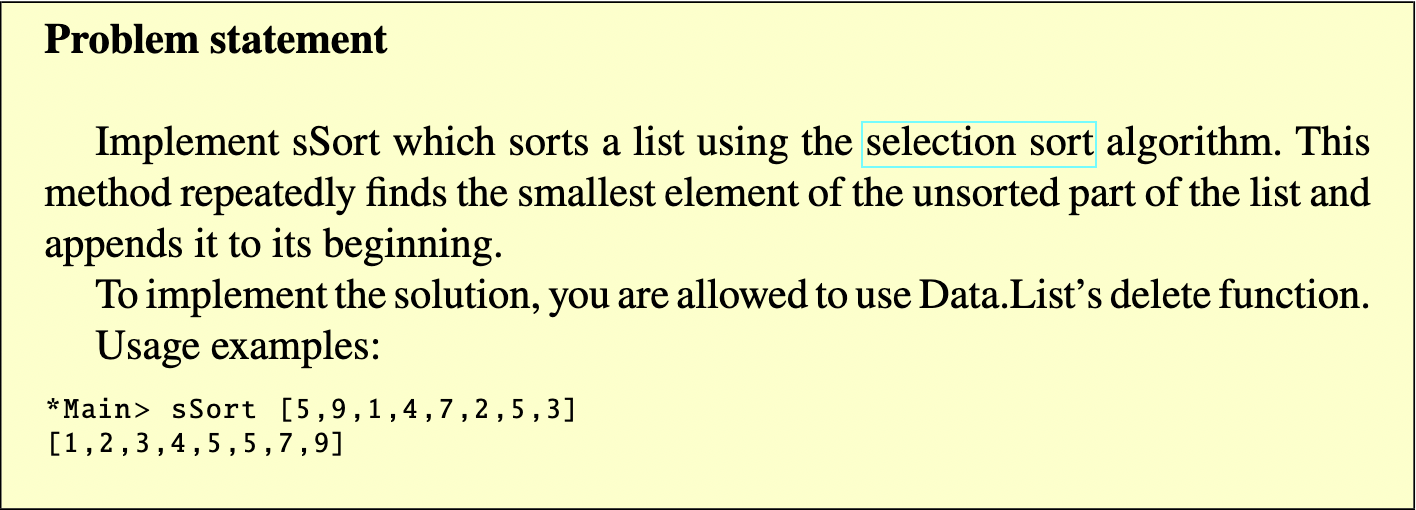 Problem statement
Implement sSort which sorts a list using the selection sort algorithm. This
method repeatedly finds the smallest element of the unsorted part of the list and
appends it to its beginning.
To implement the solution, you are allowed to use Data.List’s delete function.
Usage examples:
*Main> sSort [5,9,1,4,7,2,5,3]
[1,2,3,4,5,5,7,9]